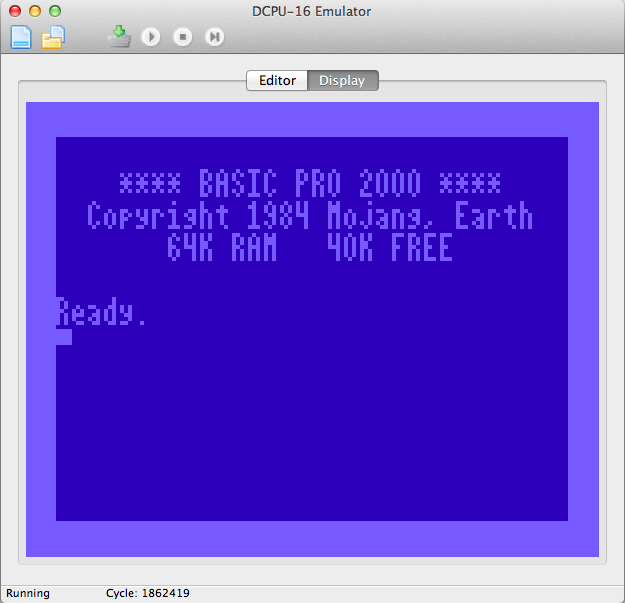 DCPU-16 Emulator
Editor Display
**** BASIC PRO 2000 ****
Copyright 1984 Mojang, Earth
64K RAM 40K FREE
Ready.
Running Cycle: 1862419